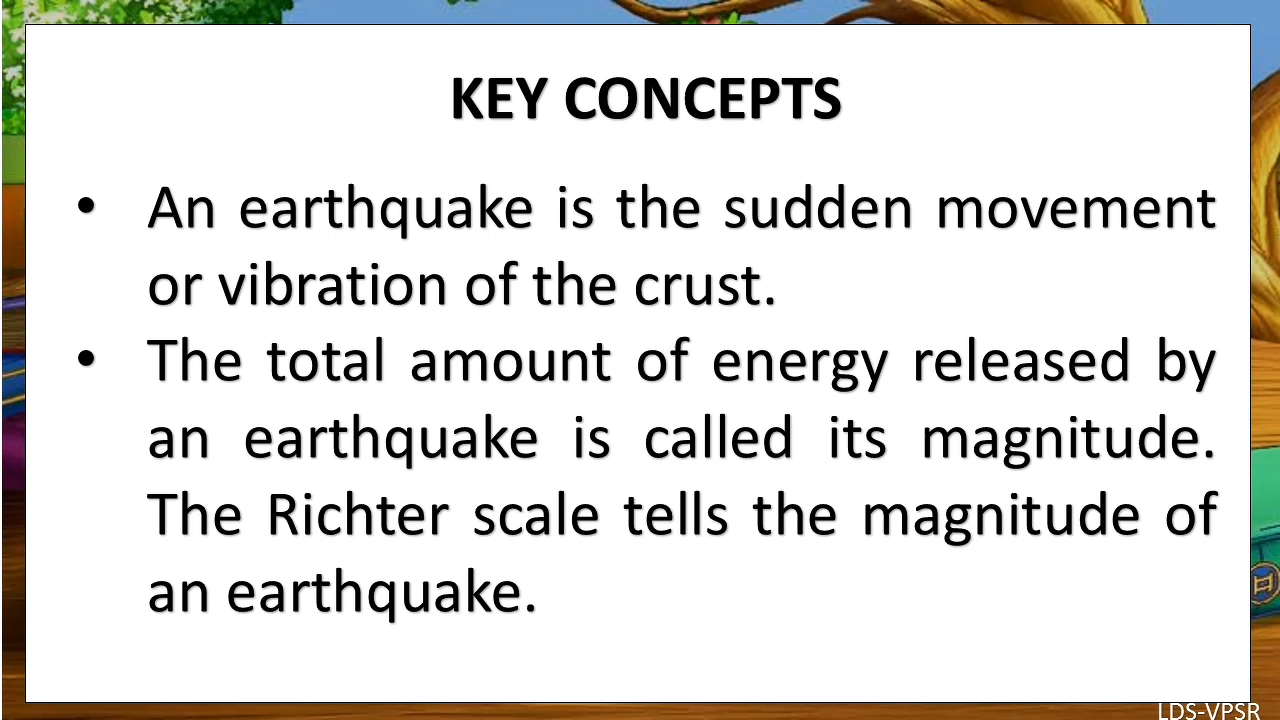 KEY CONCEPTS
• An earthquake is the sudden movement
or vibration of the crust.
• The total amount of energy released by
an earthquake is called its magnitude.
The Richter scale tells the magnitude of
an earthquake.
LDS-VPSR